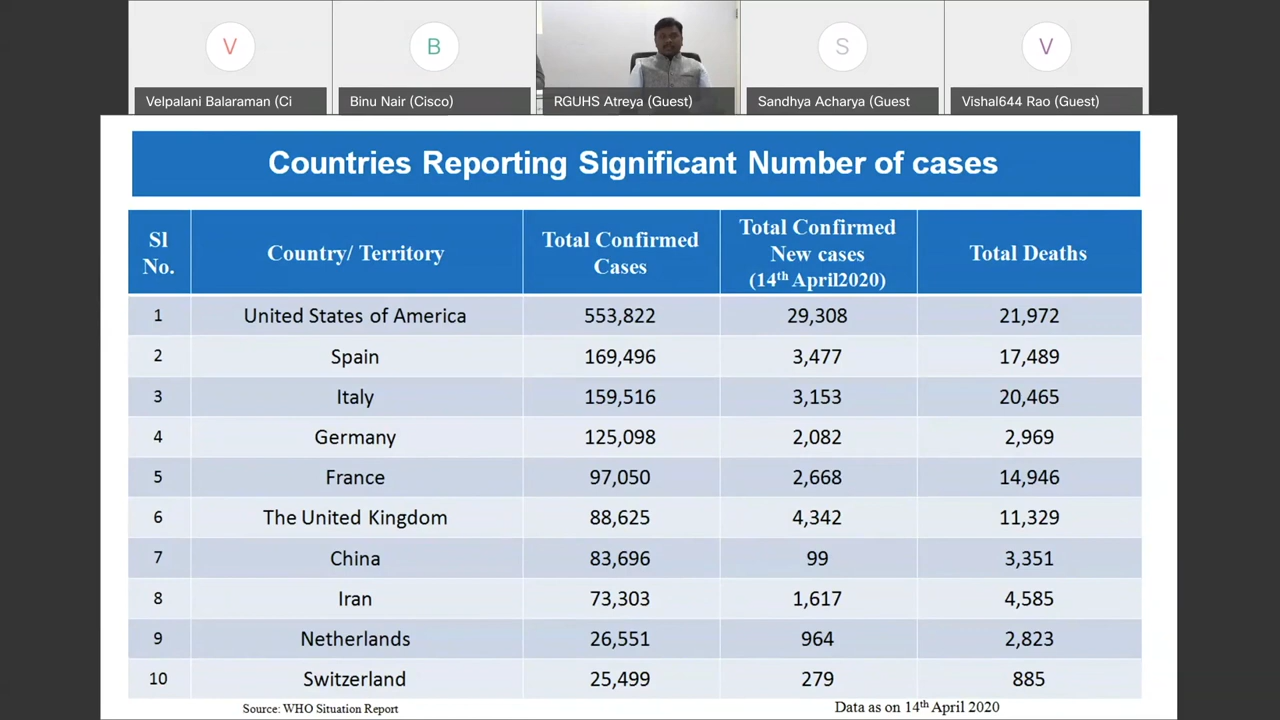 V
B
S
V
Velpalani Balaraman (Ci
Binu Nair (Cisco)
RGUHS Atreya (Guest)
Sandhya Acharya (Guest
Vishal644 Rao (Guest)
Countries Reporting Significant Number of cases
Sl No. Country/ Territory Total Confirmed Cases Total Confirmed New cases (14th April2020) Total Deaths
1 United States of America 553,822 29,308 21,972
2 Spain 169,496 3,477 17,489
3 Italy 159,516 3,153 20,465
4 Germany 125,098 2,082 2,969
5 France 97,050 2,668 14,946
6 The United Kingdom 88,625 4,342 11,329
7 China 83,696 99 3,351
8 Iran 73,303 1,617 4,585
9 Netherlands 26,551 964 2,823
10 Switzerland 25,499 279 885
Source: WHO Situation Report
Data as on 14th April 2020